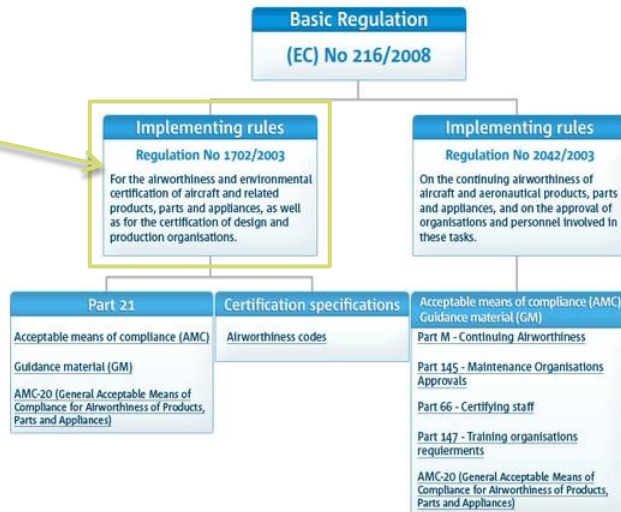 Basic Regulation
(EC) No 216/2008
Implementing rules
Regulation No 1702/2003
For the airworthiness and environmental
certification of aircraft and related
products, parts and appliances, as well
as for the certification of design and
production organisations.
Implementing rules
Regulation No 2042/2003
On the continuing airworthiness of
aircraft and aeronautical products, parts
and appliances, and on the approval of
organisations and personnel involved in
these tasks.
Part 21
Acceptable means of compliance (AMC)
Guidance material (GM)
AMC-20 (General Acceptable Means of
Compliance for Airworthiness of Products,
Parts and Appliances)
Certification specifications
Airworthiness codes
Acceptable means of compliance (AMC)
Guidance material (GM)
Part M - Continuing Airworthiness
Part 145 - Maintenance Organisations
Approvals
Part 66 - Certifying staff
Part 147 - Training organisations
requierments
AMC-20 (General Acceptable Means of
Compliance for Airworthiness of Products,
Parts and Appliances)